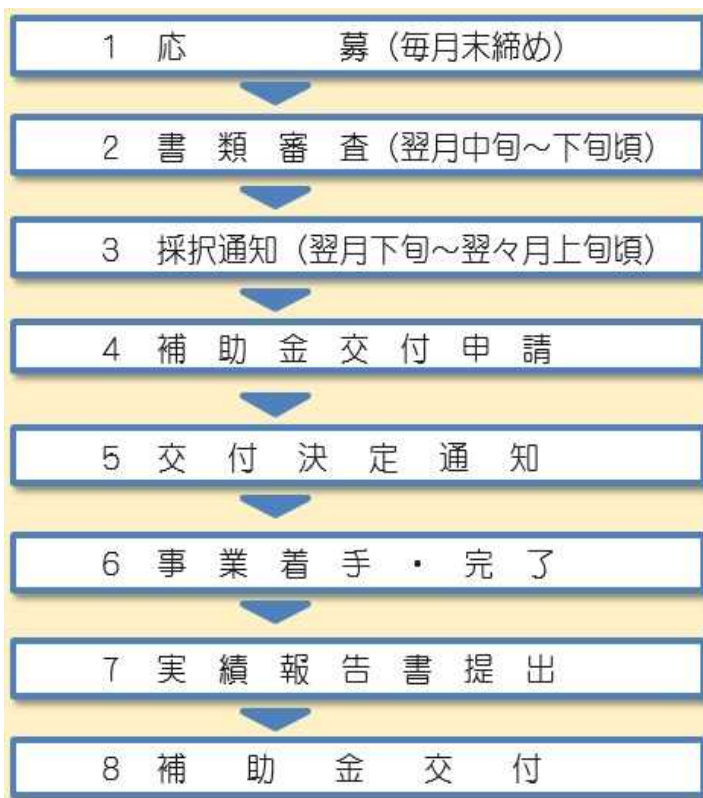 1 応募（毎月末締め）
2 書類審査（翌月中旬～下旬頃）
3 採択通知（翌月下旬～翌々月上旬頃）
4 補助金交付申請
5 交付決定通知
6 事業着手・完了
7 実績報告書提出
8 補助金交付